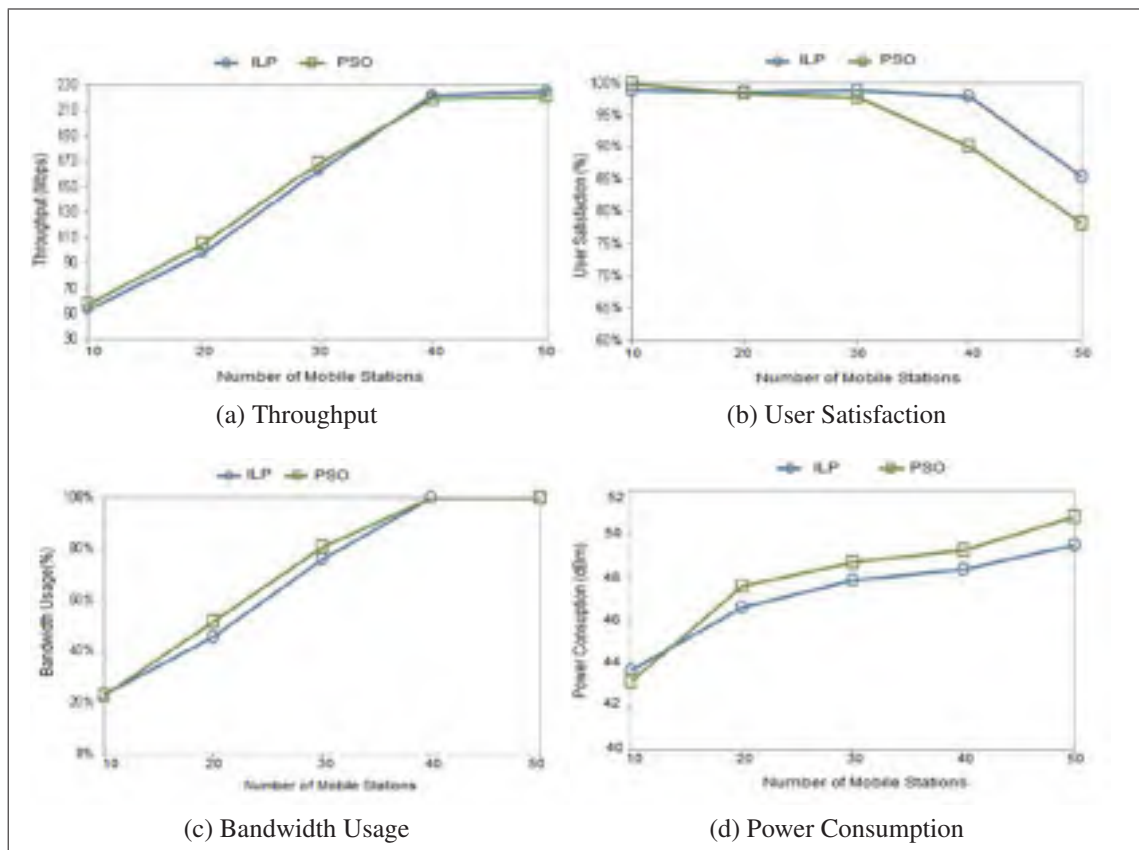 ILP PSO
230
210
190
170
150
130
110
90
70
50
30
Throughput (Mbps)
10 20 30 40 50
Number of Mobile Stations
(a) Throughput
ILP PSO
100%
95%
90%
85%
80%
75%
70%
65%
60%
User Satisfaction (%)
10 20 30 40 50
Number of Mobile Stations
(b) User Satisfaction
ILP PSO
100%
80%
60%
40%
20%
0%
Bandwidth Usage(%)
10 20 30 40 50
Number of Mobile Stations
(c) Bandwidth Usage
ILP PSO
52
50
48
46
44
42
40
Power Consuption (dBm)
10 20 30 40 50
Number of Mobile Stations
(d) Power Consumption